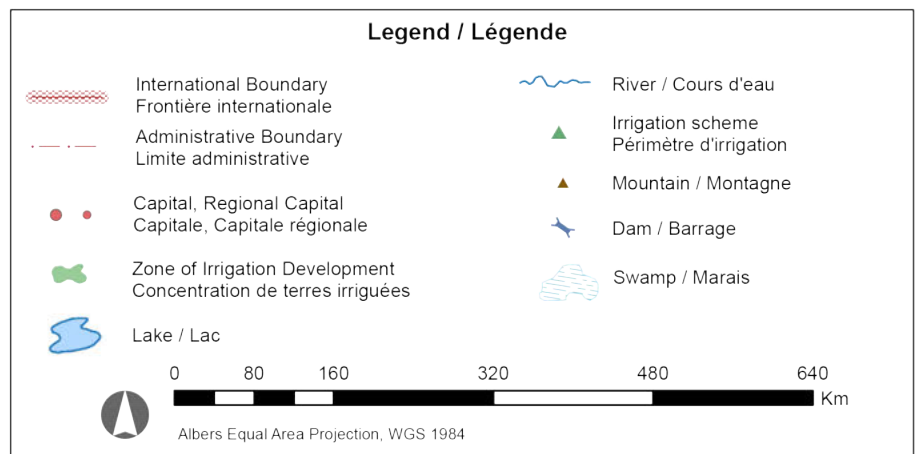 Legend / Légende
International Boundary
Frontière internationale
Administrative Boundary
Limite administrative
Capital, Regional Capital
Capitale, Capitale régionale
Zone of Irrigation Development
Concentration de terres irriguées
Lake / Lac
River / Cours d'eau
Irrigation scheme
Périmètre d'irrigation
Mountain / Montagne
Dam / Barrage
Swamp / Marais
0 80 160 320 480 640
Km
Albers Equal Area Projection, WGS 1984